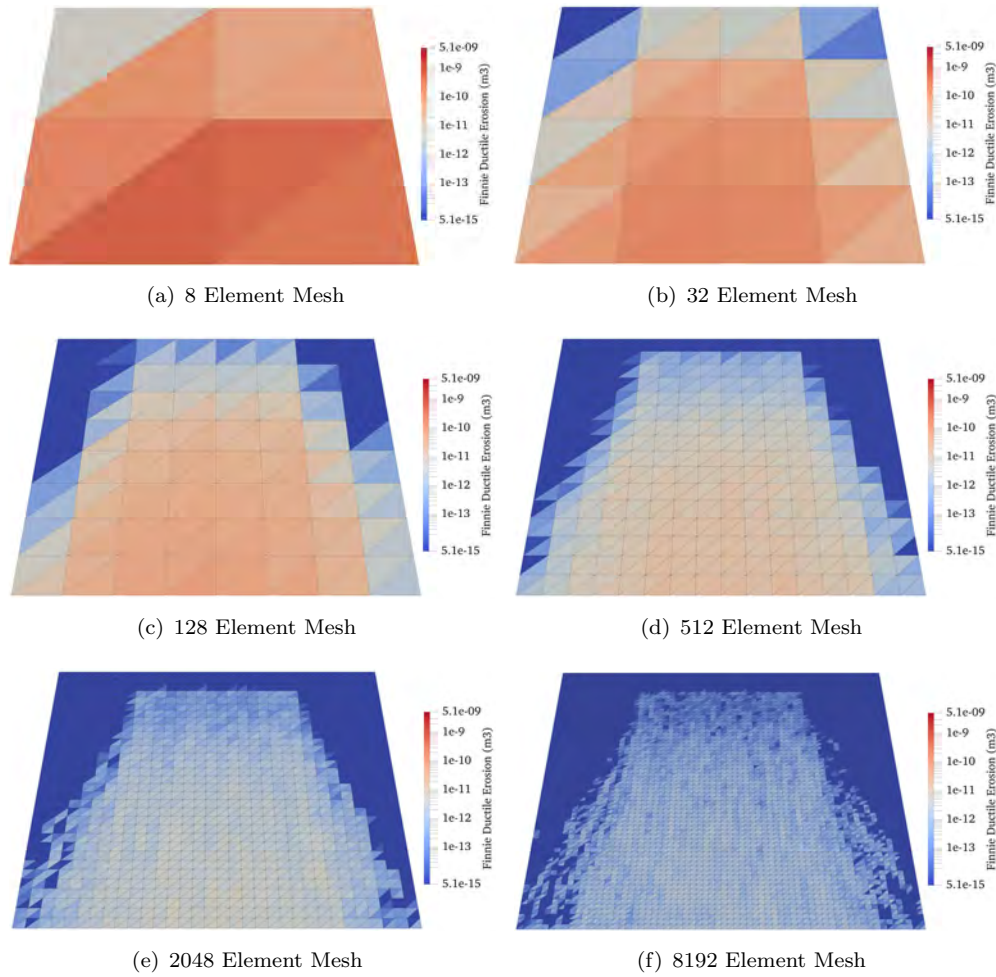 5.1e-09
1e-9
1e-10
1e-11
1e-12
1e-13
5.1e-15
Finnie Ductile Erosion (m3)
5.1e-09
1e-9
1e-10
1e-11
1e-12
1e-13
5.1e-15
Finnie Ductile Erosion (m3)
(a) 8 Element Mesh
(b) 32 Element Mesh
5.1e-09
1e-9
1e-10
1e-11
1e-12
1e-13
5.1e-15
Finnie Ductile Erosion (m3)
5.1e-09
1e-9
1e-10
1e-11
1e-12
1e-13
5.1e-15
Finnie Ductile Erosion (m3)
(c) 128 Element Mesh
(d) 512 Element Mesh
5.1e-09
1e-9
1e-10
1e-11
1e-12
1e-13
5.1e-15
Finnie Ductile Erosion (m3)
5.1e-09
1e-9
1e-10
1e-11
1e-12
1e-13
5.1e-15
Finnie Ductile Erosion (m3)
(e) 2048 Element Mesh
(f) 8192 Element Mesh